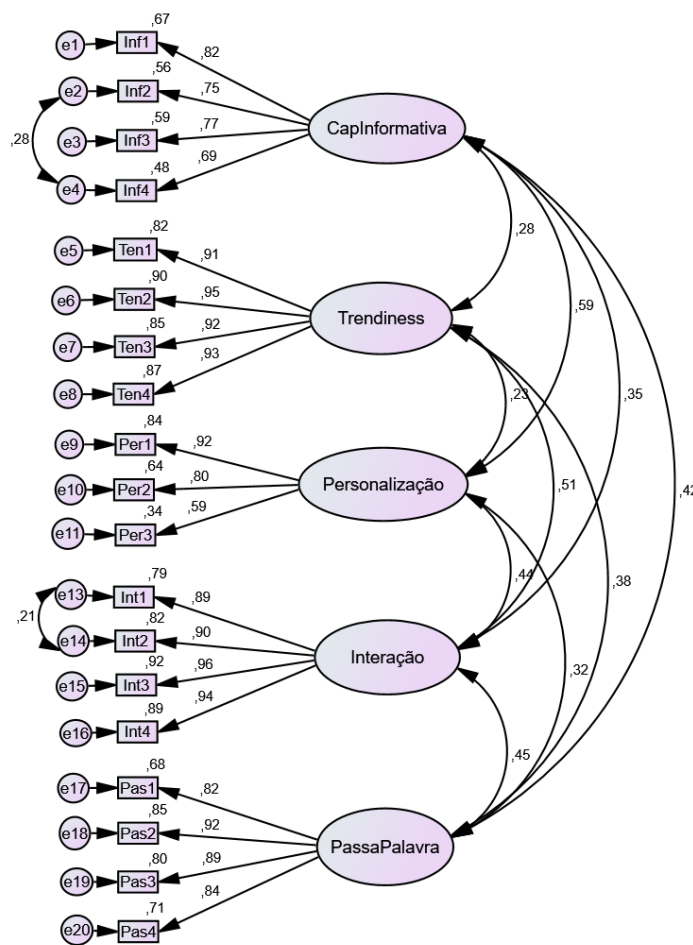 ,67
e1 Inf1
,82
,56
e2 Inf2
,75
,59
e3 Inf3
,77
,28
,48
e4 Inf4
,69
CapInformativa
,82
e5 Ten1
,91
,90
e6 Ten2
,95
,85
e7 Ten3
,92
,87
e8 Ten4
,93
Trendiness
,28
,59
,84
e9 Per1
,92
,64
e10 Per2
,80
,34
e11 Per3
,59
Personalização
,23
,35
,51
,42
,79
e13 Int1
,89
,21
,82
e14 Int2
,90
,92
e15 Int3
,96
,89
e16 Int4
,94
Interação
,44
,38
,32
,68
e17 Pas1
,82
,85
e18 Pas2
,92
,80
e19 Pas3
,89
,71
e20 Pas4
,84
PassaPalavra
,45